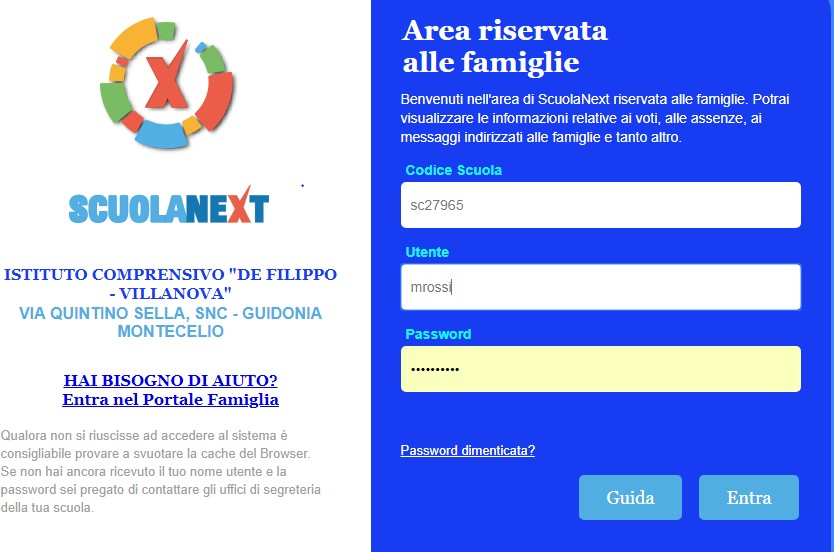 SCUOLANEXT
ISTITUTO COMPRENSIVO "DE FILIPPO
- VILLANOVA"
VIA QUINTINO SELLA, SNC - GUIDONIA
MONTECELIO
HAI BISOGNO DI AIUTO?
Entra nel Portale Famiglia
Qualora non si riuscisse ad accedere al sistema è
consigliabile provare a svuotare la cache del Browser.
Se non hai ancora ricevuto il tuo nome utente e la
password sei pregato di contattare gli uffici di segreteria
della tua scuola.
Area riservata
alle famiglie
Benvenuti nell'area di ScuolaNext riservata alle famiglie. Potrai
visualizzare le informazioni relative ai voti, alle assenze, ai
messaggi indirizzati alle famiglie e tanto altro.
Codice Scuola
sc27965
Utente
mrossi
Password
••••••••••
Password dimenticata?
Guida
Entra